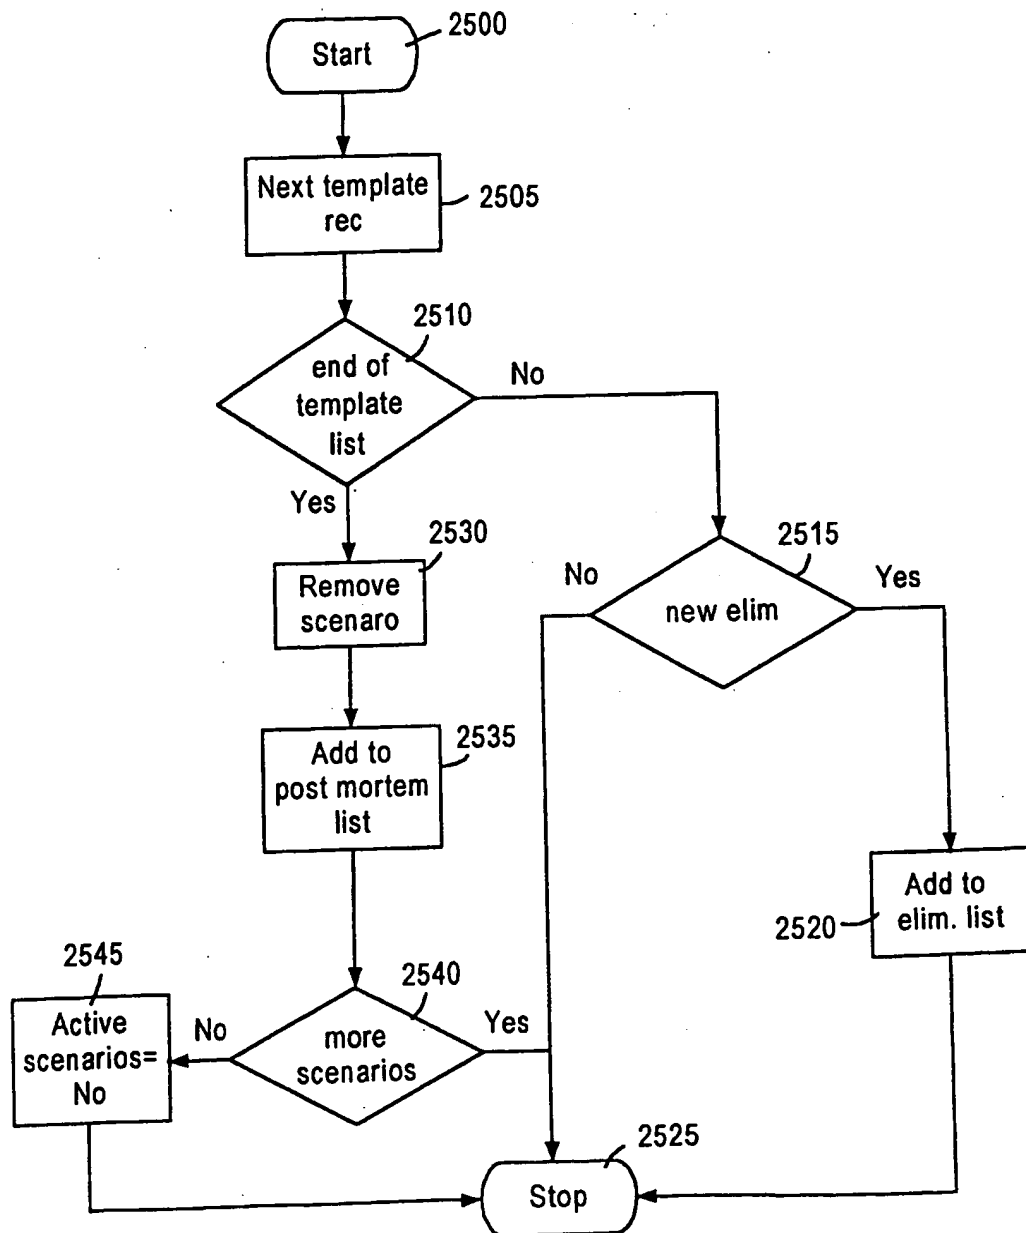 Start
2500
Next template
rec
2505
2510
end of
template
list
No
Yes
2530
Remove
scenaro
2515
No
new elim
Yes
Add to
post mortem
list
2535
Add to
elim. list
2520
2545
Active
scenarios=
No
No
2540
more
scenarios
Yes
2525
Stop